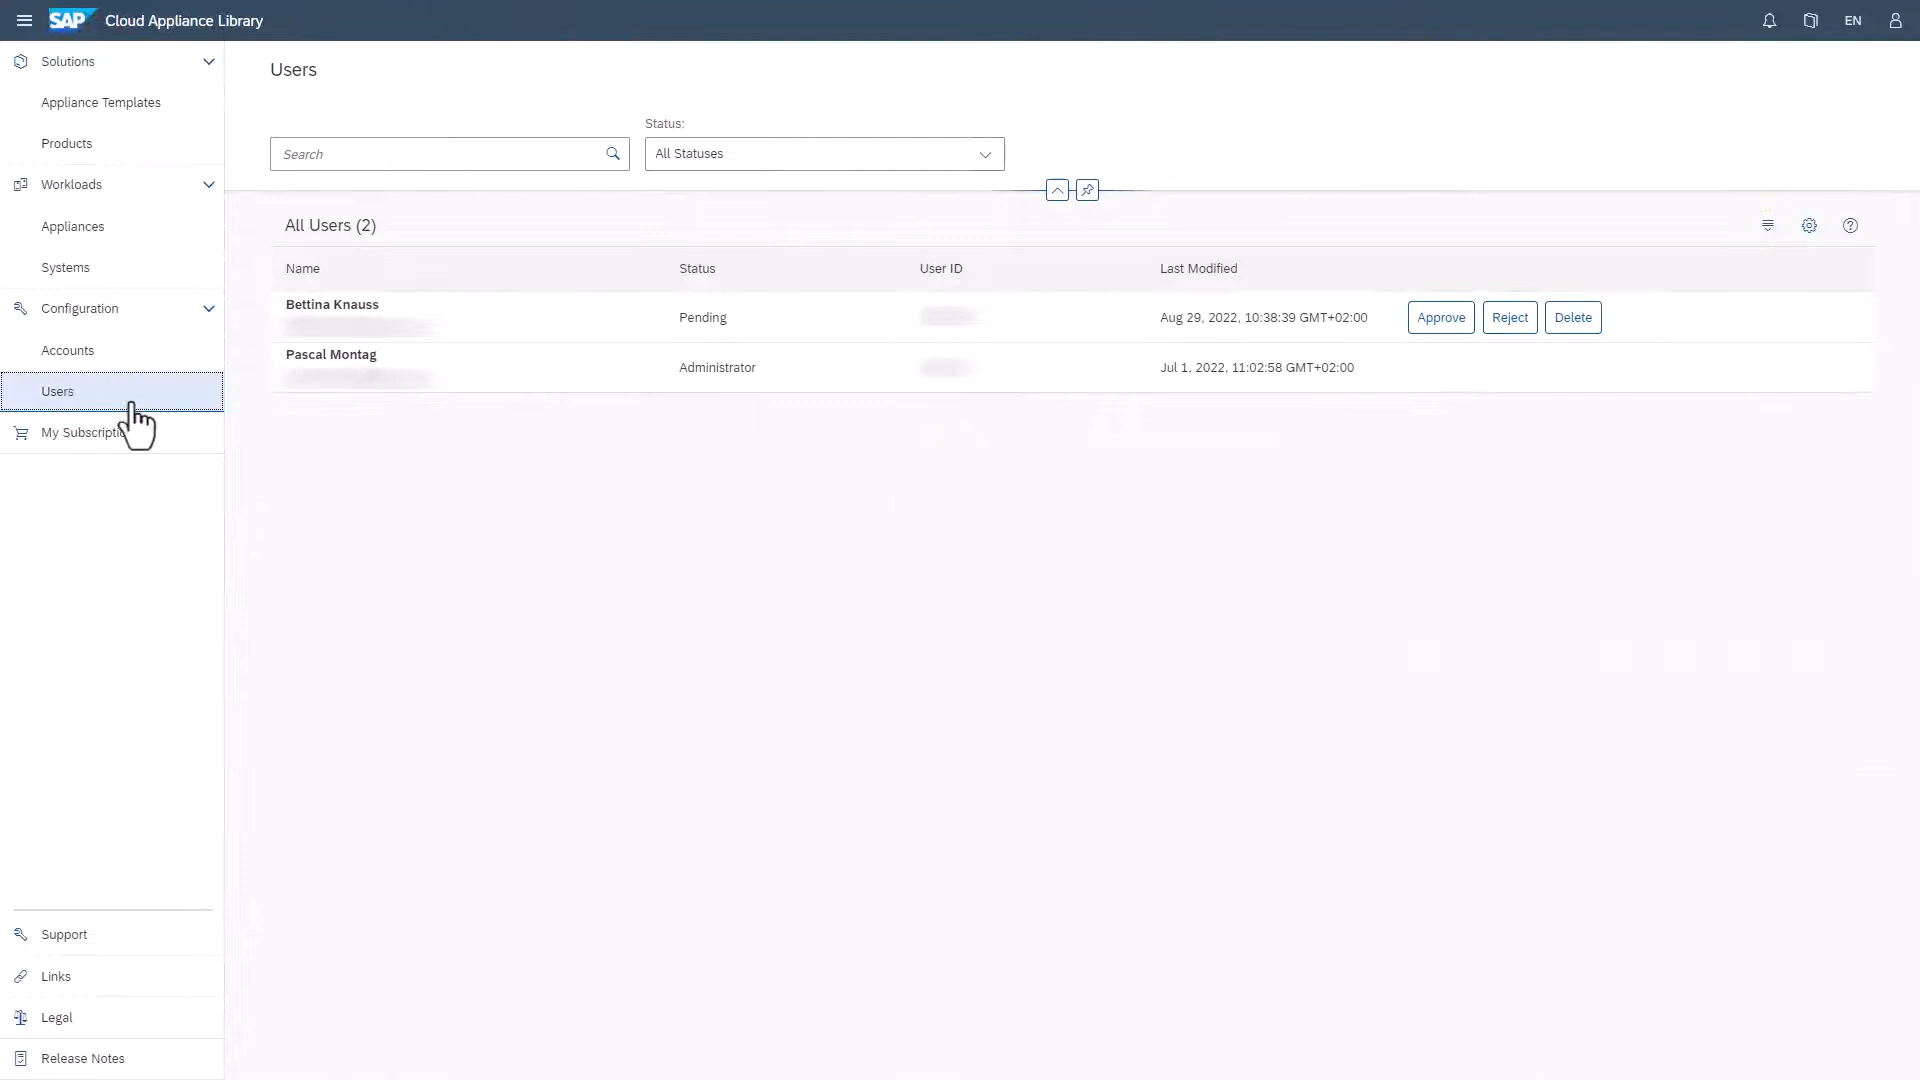 SAP Cloud Appliance Library
EN
Solutions
Appliance Templates
Products
Workloads
Appliances
Systems
Configuration
Accounts
Users
My Subscriptio
Support
Links
Legal
Release Notes
Users
Status:
Search
All Statuses
All Users (2)
Name Status User ID Last Modified
Bettina Knauss
Pending Aug 29, 2022, 10:38:39 GMT+02:00 Approve Reject Delete
Pascal Montag
Administrator Jul 1, 2022, 11:02:58 GMT+02:00